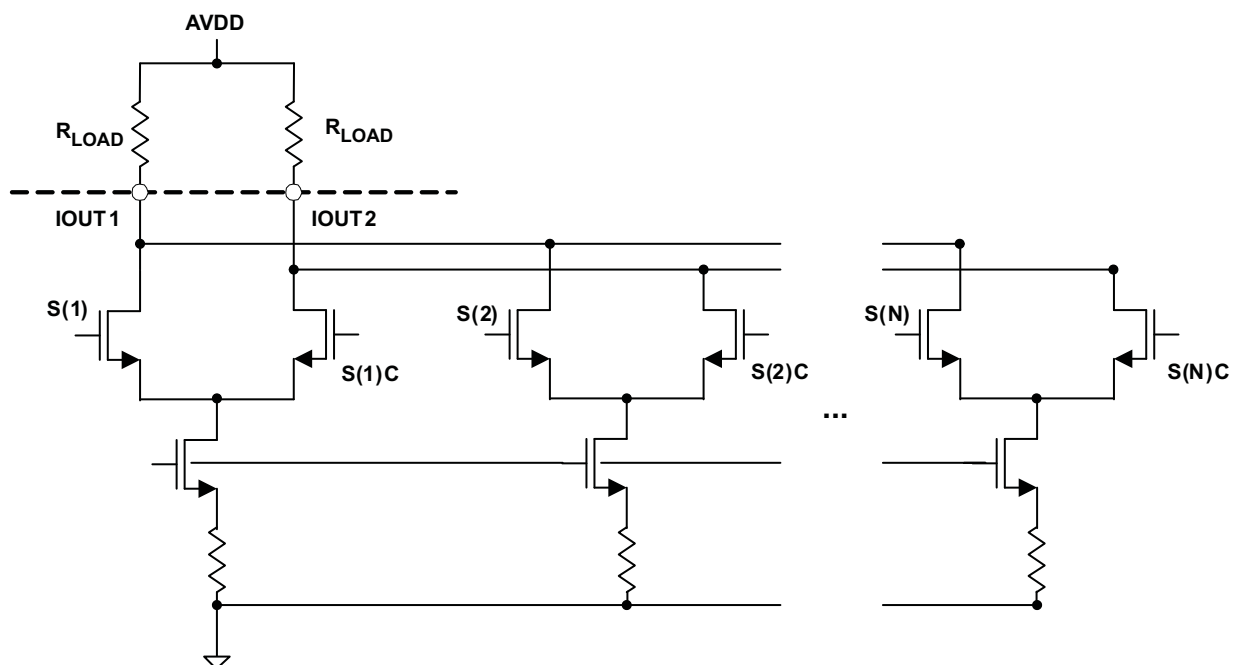 AVDD
RLOAD
RLOAD
IOUT1
IOUT2
S(1)
S(1)C
S(2)
S(2)C
...
S(N)
S(N)C